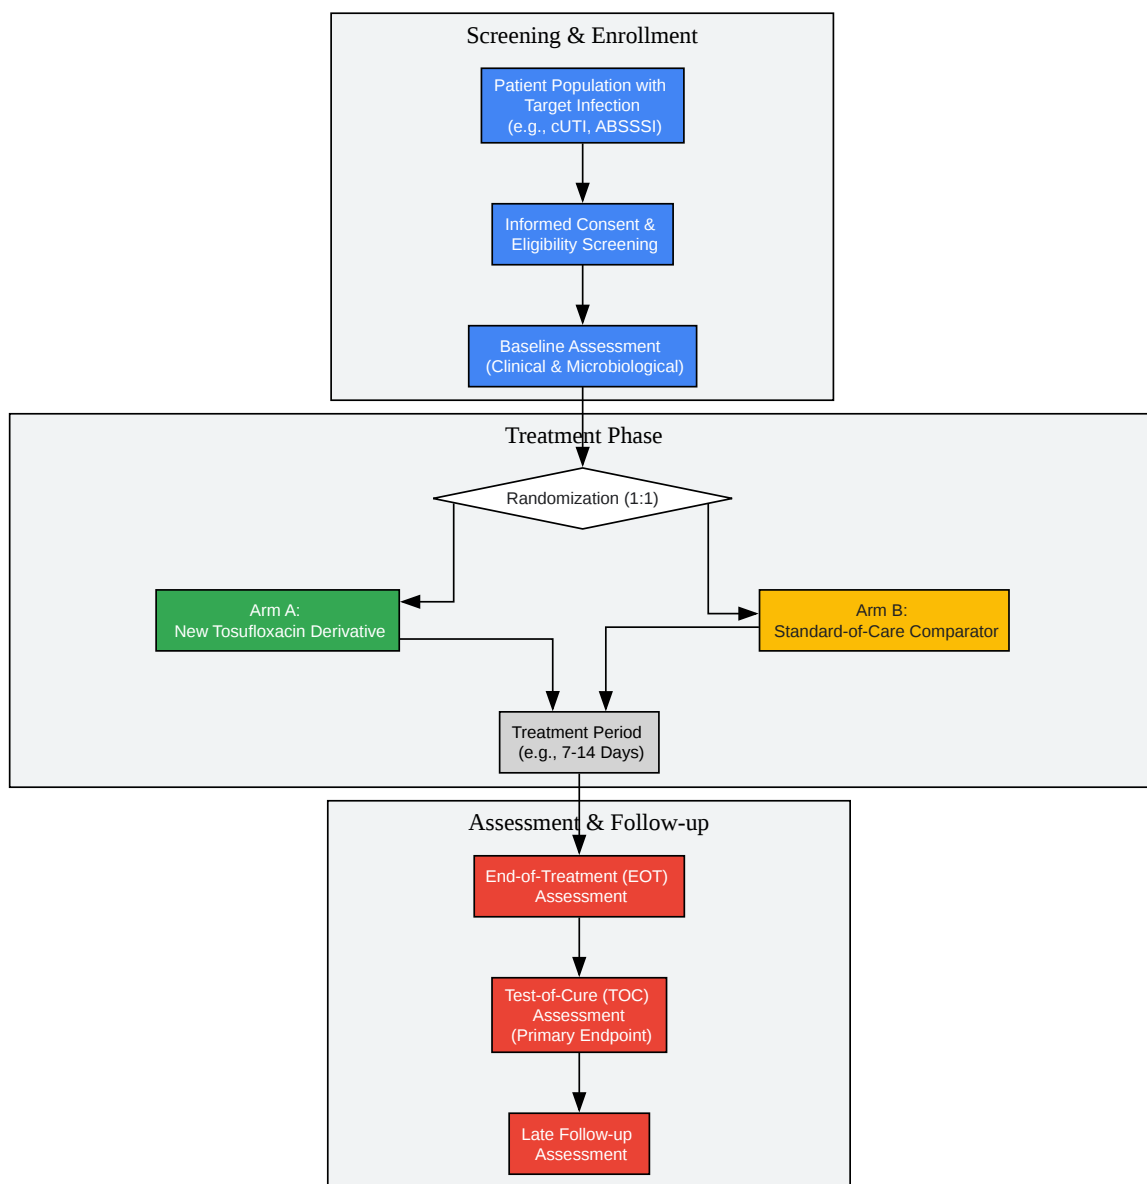 Screening & Enrollment
Patient Population with
Target Infection
(e.g., cUTI, ABSSSI)
Informed Consent &
Eligibility Screening
Baseline Assessment
(Clinical & Microbiological)
Treatment Phase
Randomization (1:1)
Arm A:
New Tosufloxacin Derivative
Arm B:
Standard-of-Care Comparator
Treatment Period
(e.g., 7-14 Days)
Assessment & Follow-up
End-of-Treatment (EOT)
Assessment
Test-of-Cure (TOC)
Assessment
(Primary Endpoint)
Late Follow-up
Assessment